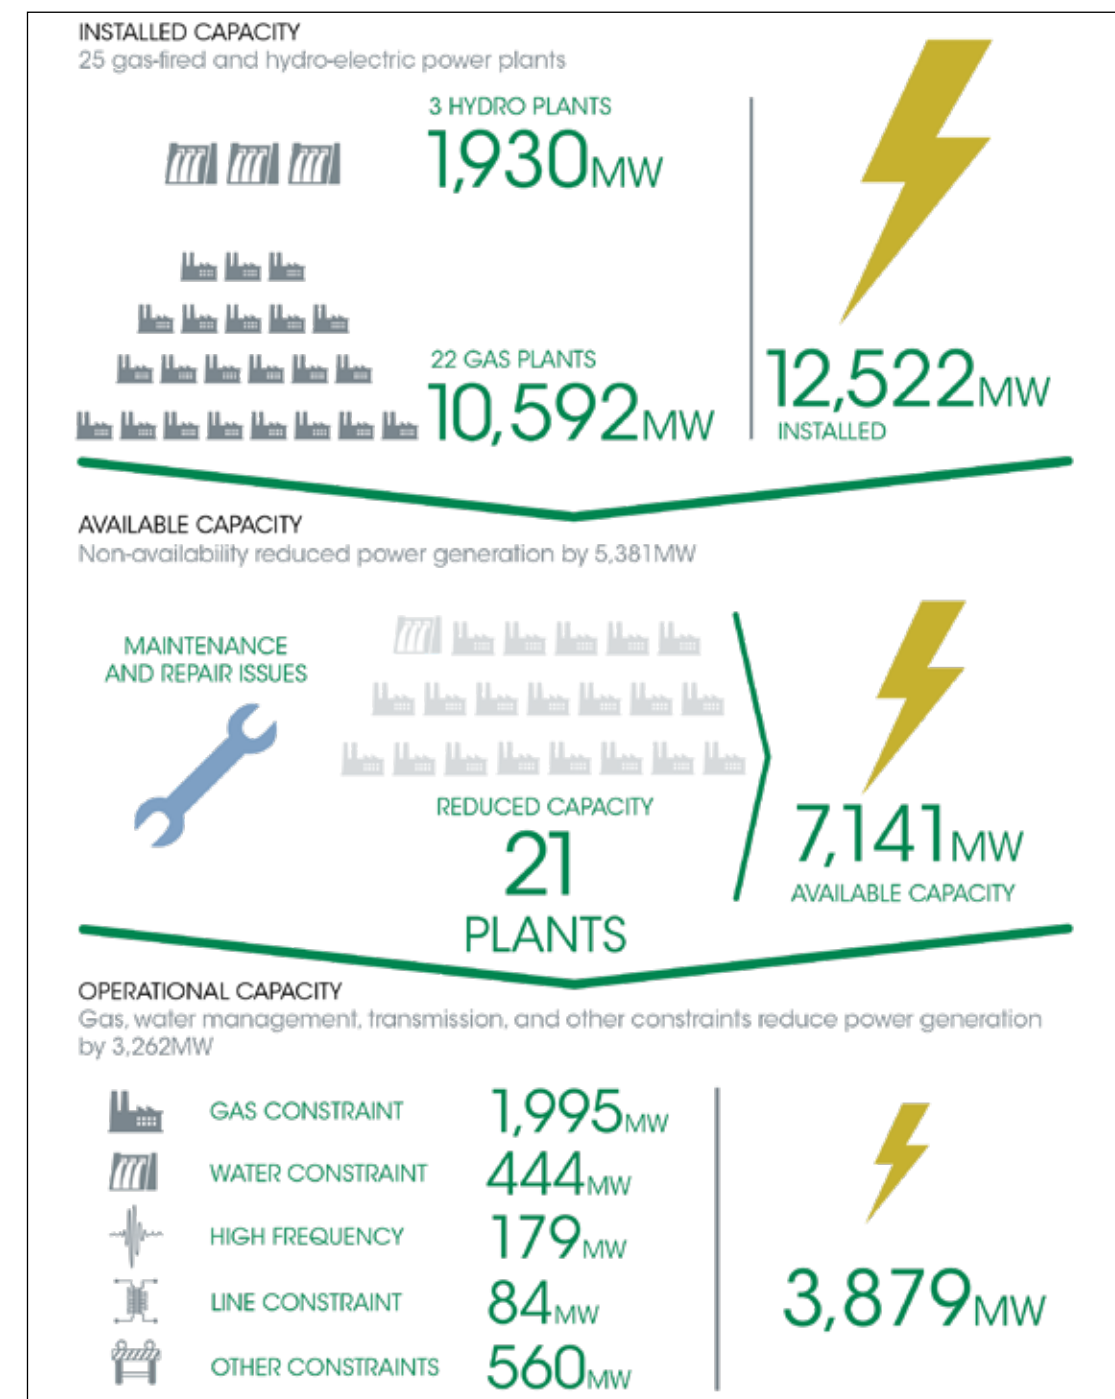 INSTALLED CAPACITY
25 gas-fired and hydro-electric power plants
3 HYDRO PLANTS
1,930MW
22 GAS PLANTS
10,592MW
12,522MW
INSTALLED
AVAILABLE CAPACITY
Non-availability reduced power generation by 5,381MW
MAINTENANCE
AND REPAIR ISSUES
REDUCED CAPACITY
21
PLANTS
7,141MW
AVAILABLE CAPACITY
OPERATIONAL CAPACITY
Gas, water management, transmission, and other constraints reduce power generation
by 3,262MW
GAS CONSTRAINT 1,995MW
WATER CONSTRAINT 444MW
HIGH FREQUENCY 179MW
LINE CONSTRAINT 84MW
OTHER CONSTRAINTS 560MW
3,879MW